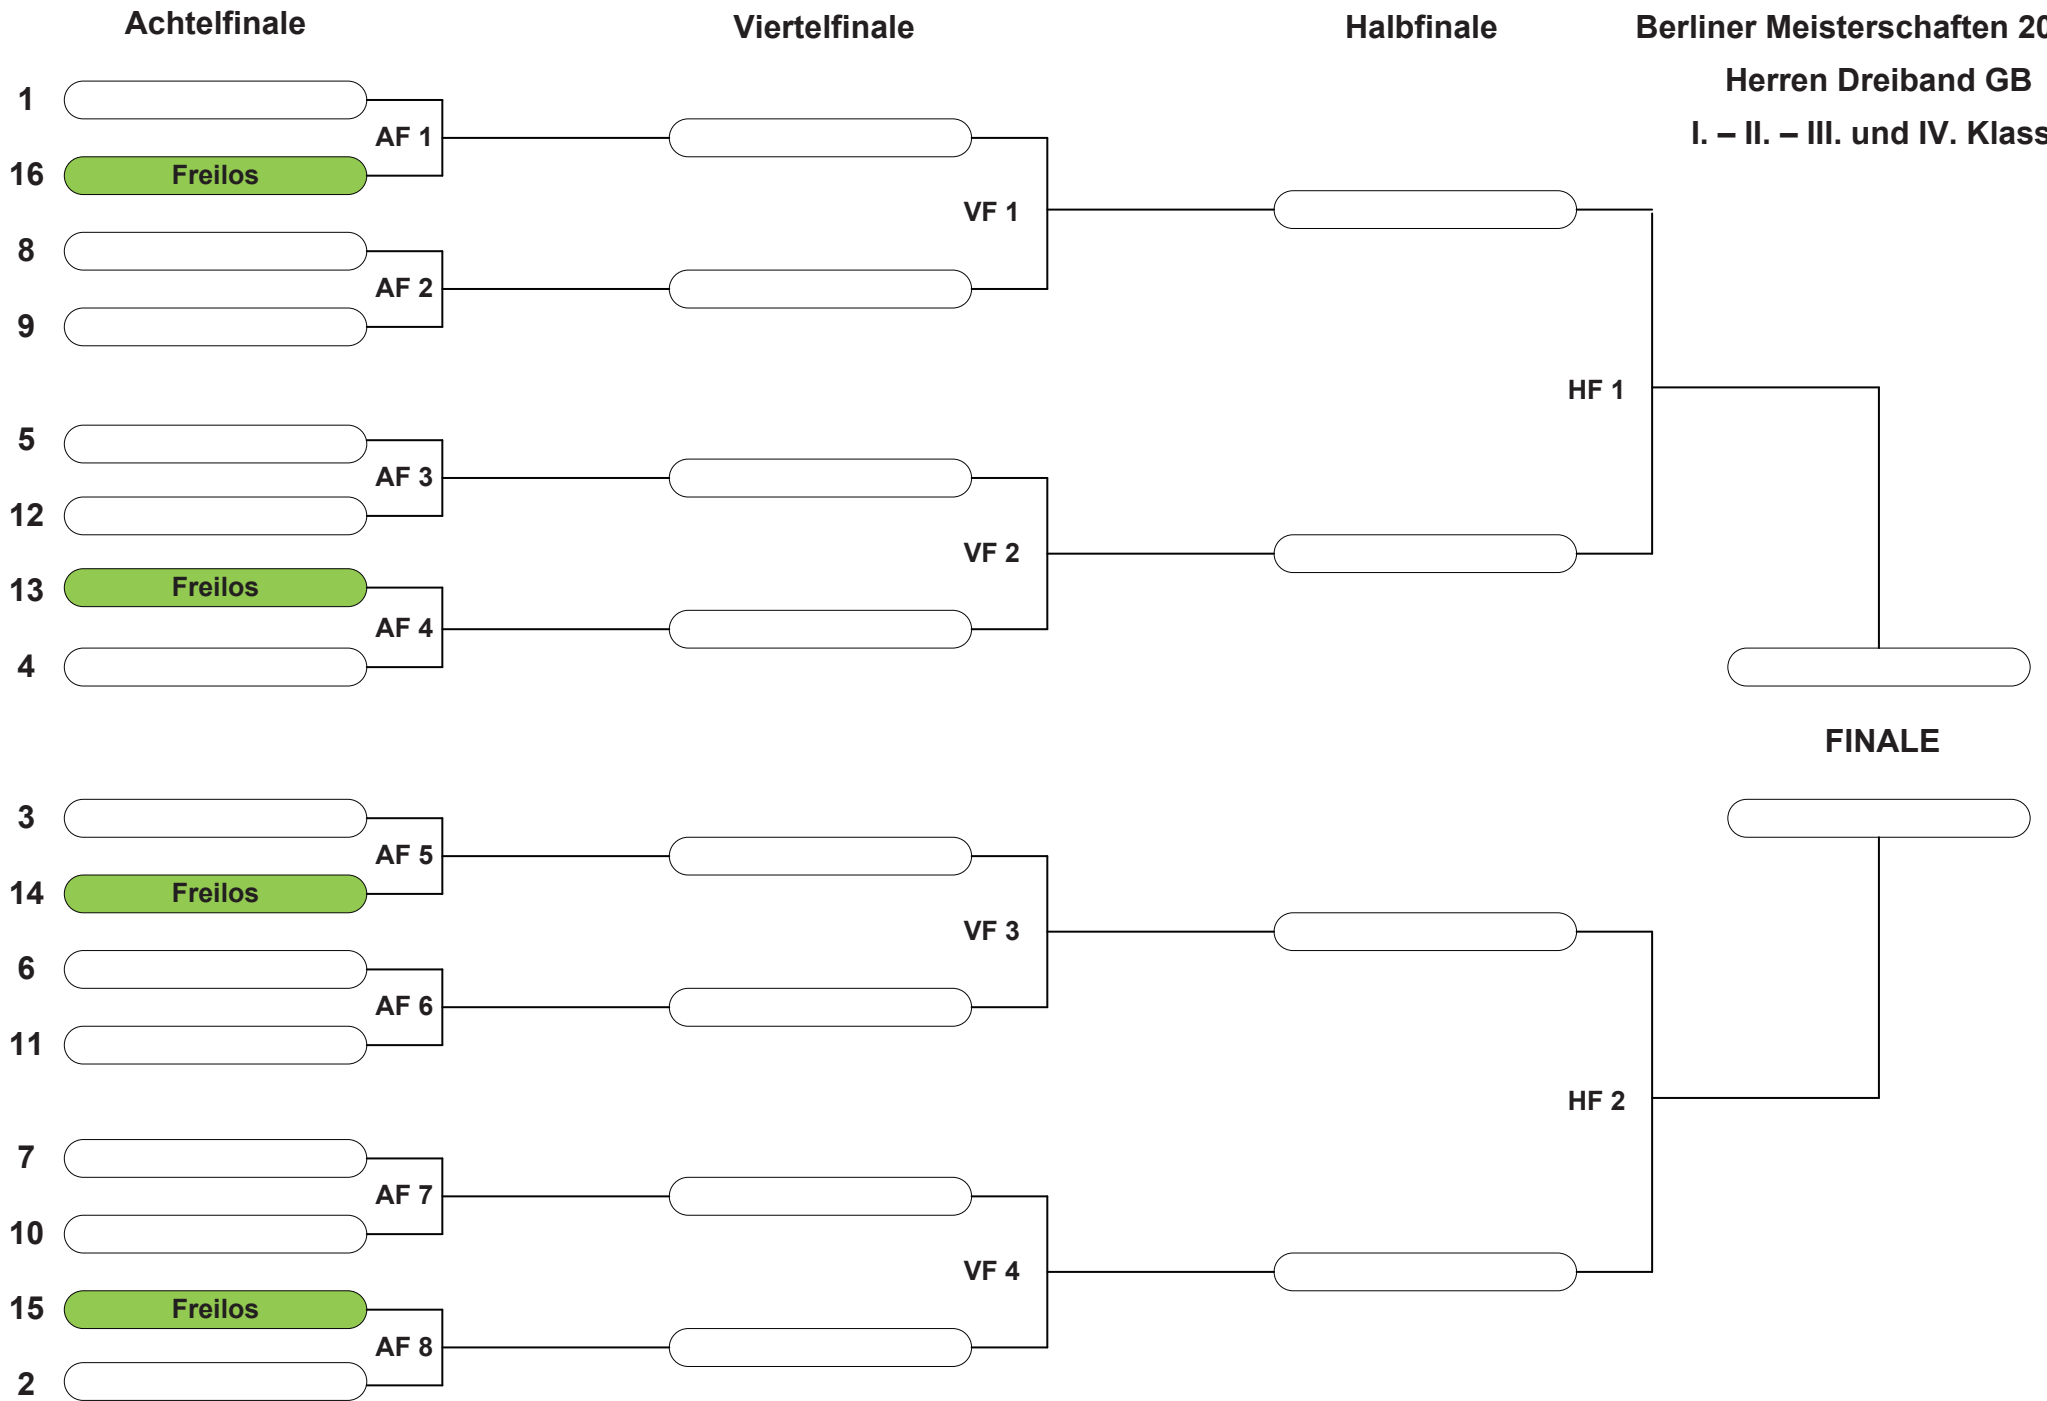 Achtelfinale
Viertelfinale
Halbfinale
Berliner Meisterschaften
Herren Dreiband GB
I. – II. – III. und IV.
1
AF 1
16 Freilos
VF 1
8
AF 2
9
HF 1
5
AF 3
12
VF 2
13 Freilos
AF 4
4
FINALE
3
AF 5
14 Freilos
VF 3
6
AF 6
11
HF 2
7
AF 7
10
VF 4
15 Freilos
AF 8
2